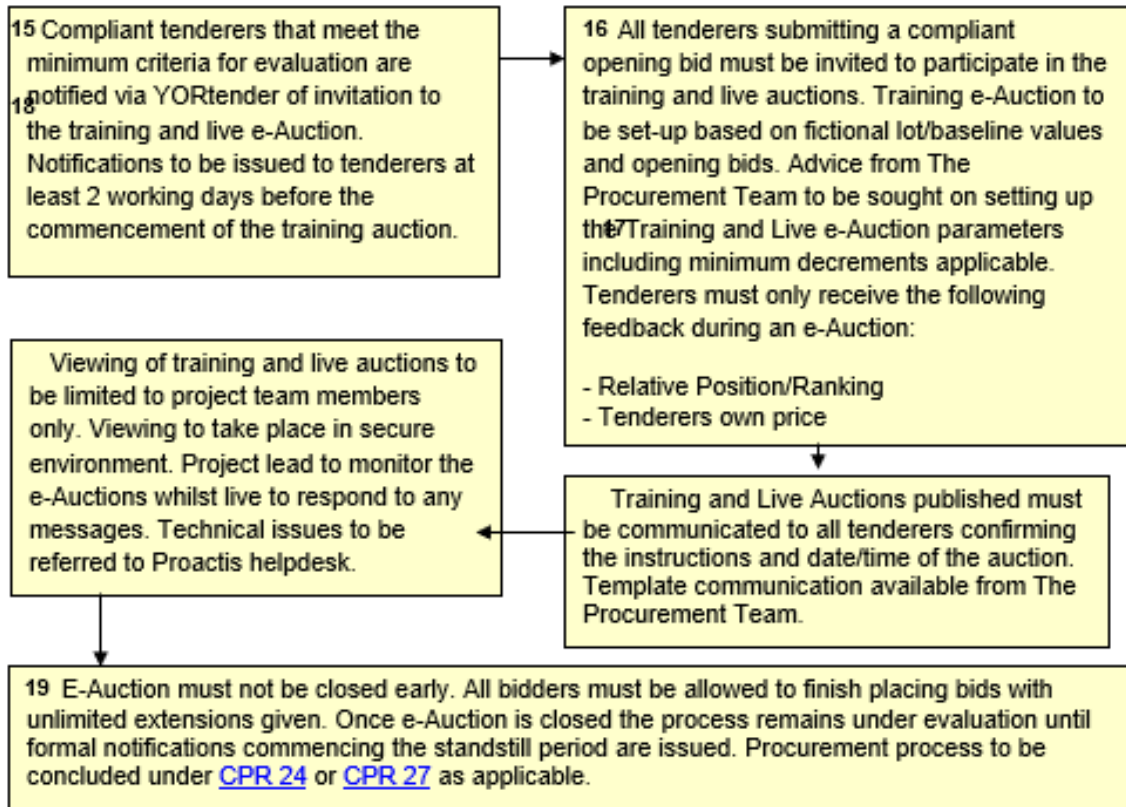 15 Compliant tenderers that meet the
minimum criteria for evaluation are
18
notified via YORtender of invitation to
the training and live e-Auction.
Notifications to be issued to tenderers at
least 2 working days before the
commencement of the training auction.
16 All tenderers submitting a compliant
opening bid must be invited to participate in the
training and live auctions. Training e-Auction to
be set-up based on fictional lot/baseline values
and opening bids. Advice from The
Procurement Team to be sought on setting up
17
the Training and Live e-Auction parameters
including minimum decrements applicable.
Tenderers must only receive the following
feedback during an e-Auction:
- Relative Position/Ranking
- Tenderers own price
Training and Live Auctions published must
be communicated to all tenderers confirming
the instructions and date/time of the auction.
Template communication available from The
Procurement Team.
Viewing of training and live auctions to
be limited to project team members
only. Viewing to take place in secure
environment. Project lead to monitor the
e-Auctions whilst live to respond to any
messages. Technical issues to be
referred to Proactis helpdesk.
19 E-Auction must not be closed early. All bidders must be allowed to finish placing bids with
unlimited extensions given. Once e-Auction is closed the process remains under evaluation until
formal notifications commencing the standstill period are issued. Procurement process to be
concluded under CPR 24 or CPR 27 as applicable.